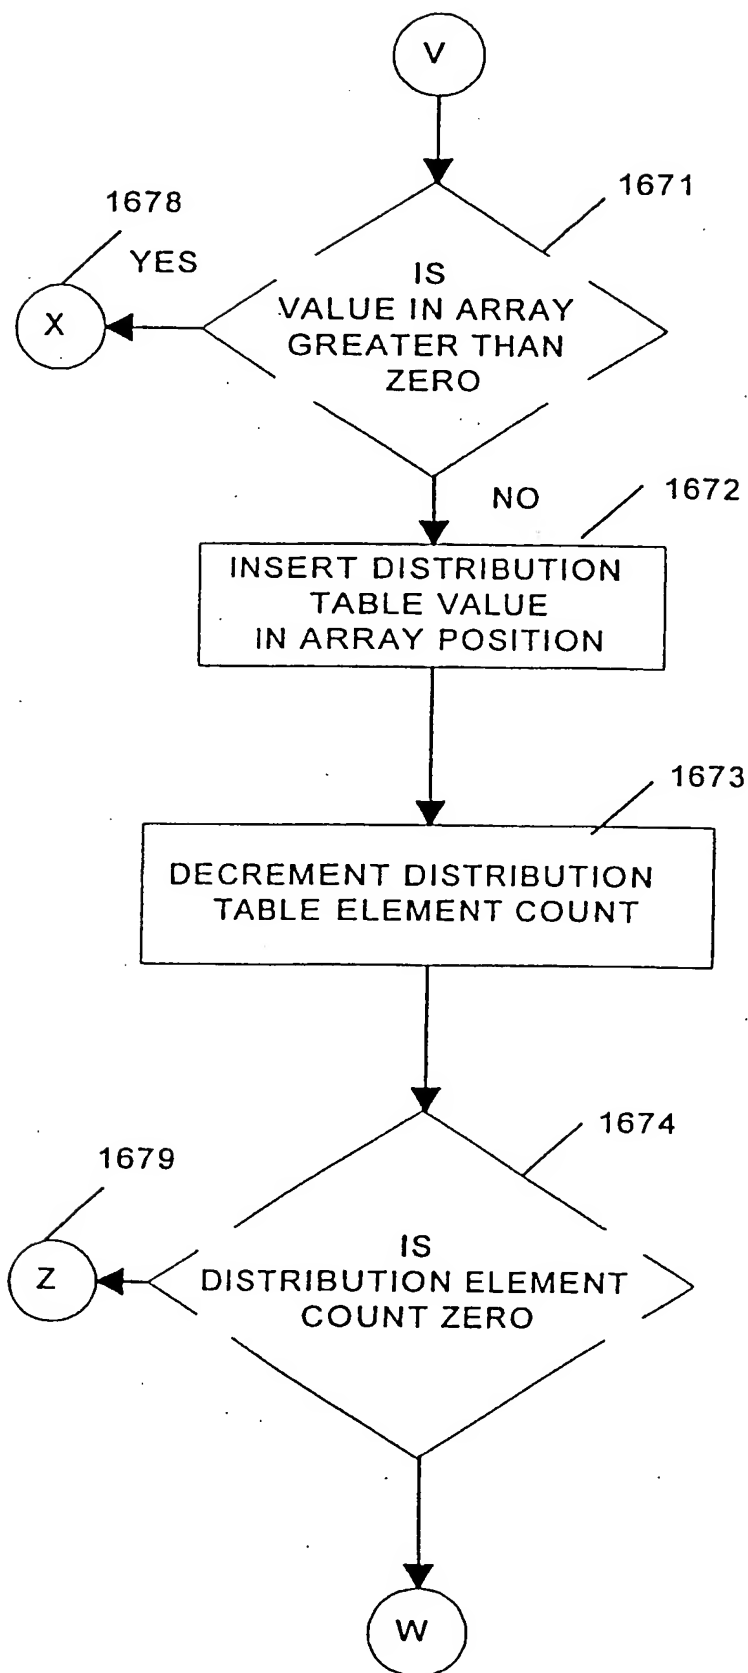 V
1671
1678
YES
X
IS
VALUE IN ARRAY
GREATER THAN
ZERO
NO
1672
INSERT DISTRIBUTION
TABLE VALUE
IN ARRAY POSITION
1673
DECREMENT DISTRIBUTION
TABLE ELEMENT COUNT
1674
1679
Z
IS
DISTRIBUTION ELEMENT
COUNT ZERO
W